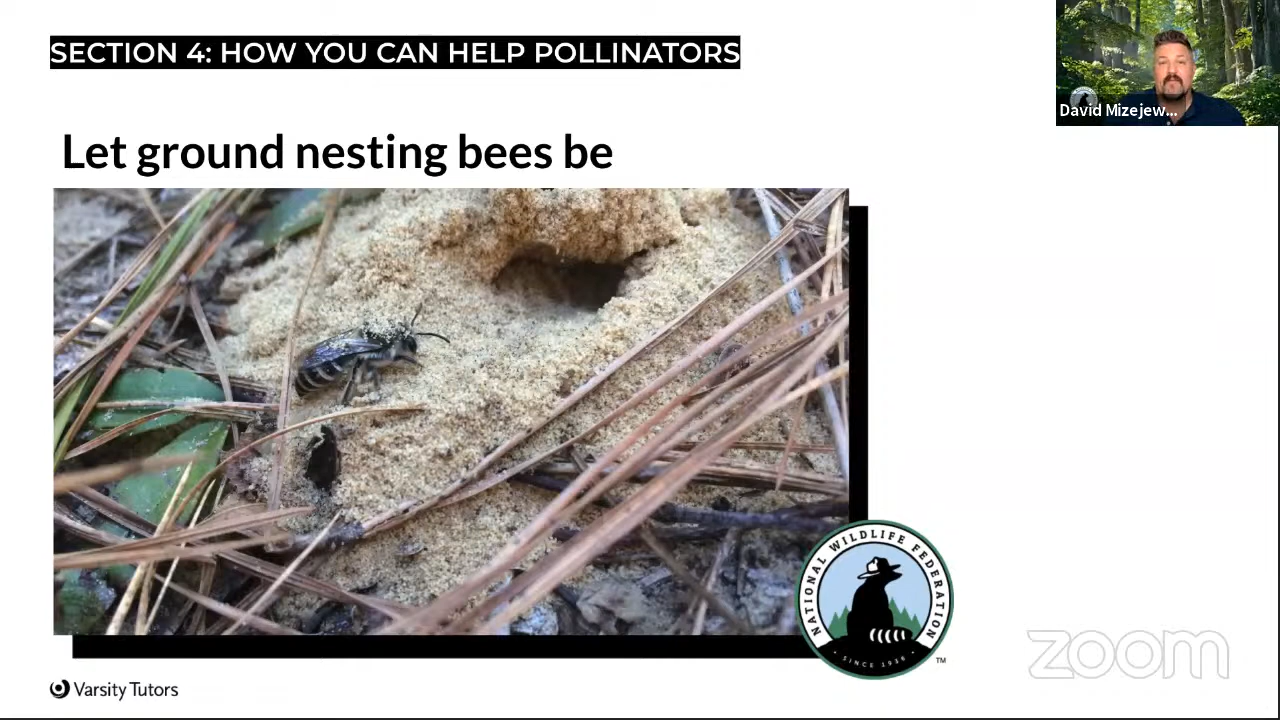 SECTION 4: HOW YOU CAN HELP POLLINATORS
David Mizejew...
Let ground nesting bees be
NATIONAL WILDLIFE FEDERATION
• SINCE 1936 •
TM
Varsity Tutors
zoom